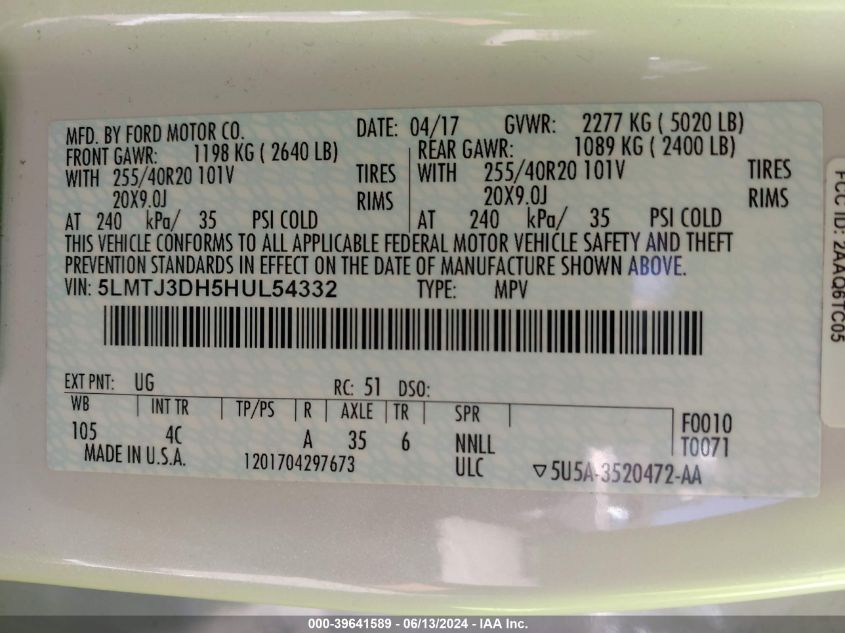 MFD. BY FORD MOTOR CO. DATE: 04/17 GVWR: 2277 KG ( 5020 LB)
FRONT GAWR: 1198 KG ( 2640 LB) REAR GAWR: 1089 KG ( 2400 LB)
WITH 255/40R20 101V TIRES WITH 255/40R20 101V TIRES
20X9.0J RIMS 20X9.0J RIMS
AT 240 kPa/ 35 PSI COLD AT 240 kPa/ 35 PSI COLD
THIS VEHICLE CONFORMS TO ALL APPLICABLE FEDERAL MOTOR VEHICLE SAFETY AND THEFT
PREVENTION STANDARDS IN EFFECT ON THE DATE OF MANUFACTURE SHOWN ABOVE.
VIN: 5LMTJ3DH5HUL54332 TYPE: MPV
EXT PNT: UG RC: 51 DSO:
WB INT TR TP/PS R AXLE TR SPR F0010
105 4C A 35 6 NNLL T0071
MADE IN U.S.A. 1201704297673 ULC ▽5U5A-3520472-AA
FCC ID: 2AAQ6TC05
000-39641589 - 06/13/2024 - IAA Inc.